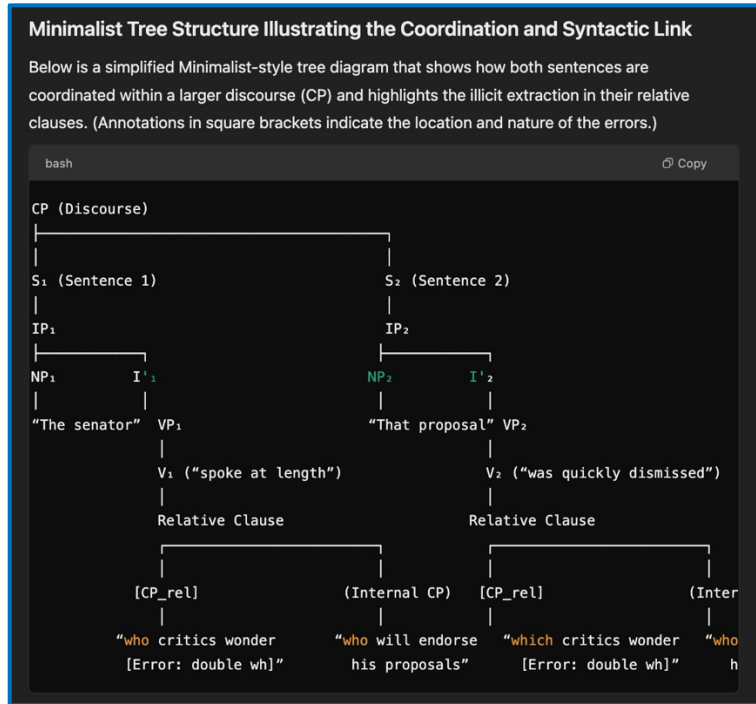 Minimalist Tree Structure Illustrating the Coordination and Syntactic Link
Below is a simplified Minimalist-style tree diagram that shows how both sentences are
coordinated within a larger discourse (CP) and highlights the illicit extraction in their relative
clauses. (Annotations in square brackets indicate the location and nature of the errors.)
bash Copy
CP (Discourse)
S₁ (Sentence 1) S₂ (Sentence 2)
IP₁ IP₂
NP₁ I'₁ NP₂ I'₂
“The senator” VP₁ “That proposal” VP₂
V₁ (“spoke at length”) V₂ (“was quickly dismissed”)
Relative Clause Relative Clause
[CP_rel] (Internal CP) [CP_rel] (Inter
“who critics wonder “who will endorse “which critics wonder “who
[Error: double wh]” his proposals” [Error: double wh]” h